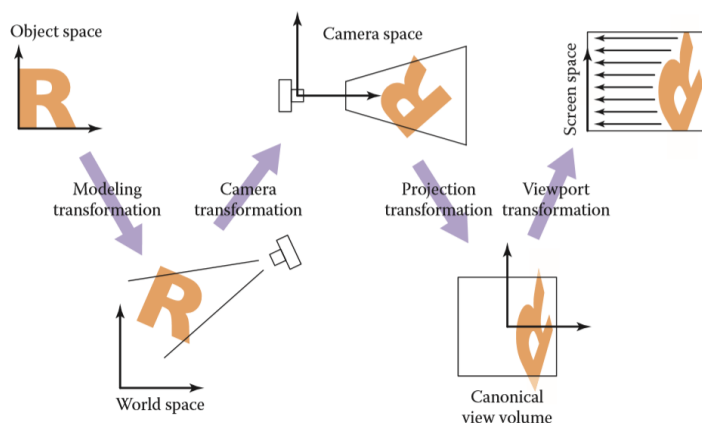 Object space
Camera space
Screen space
Modeling
transformation
Camera
transformation
Projection
transformation
Viewport
transformation
World space
Canonical
view volume
R
R
R
R
R